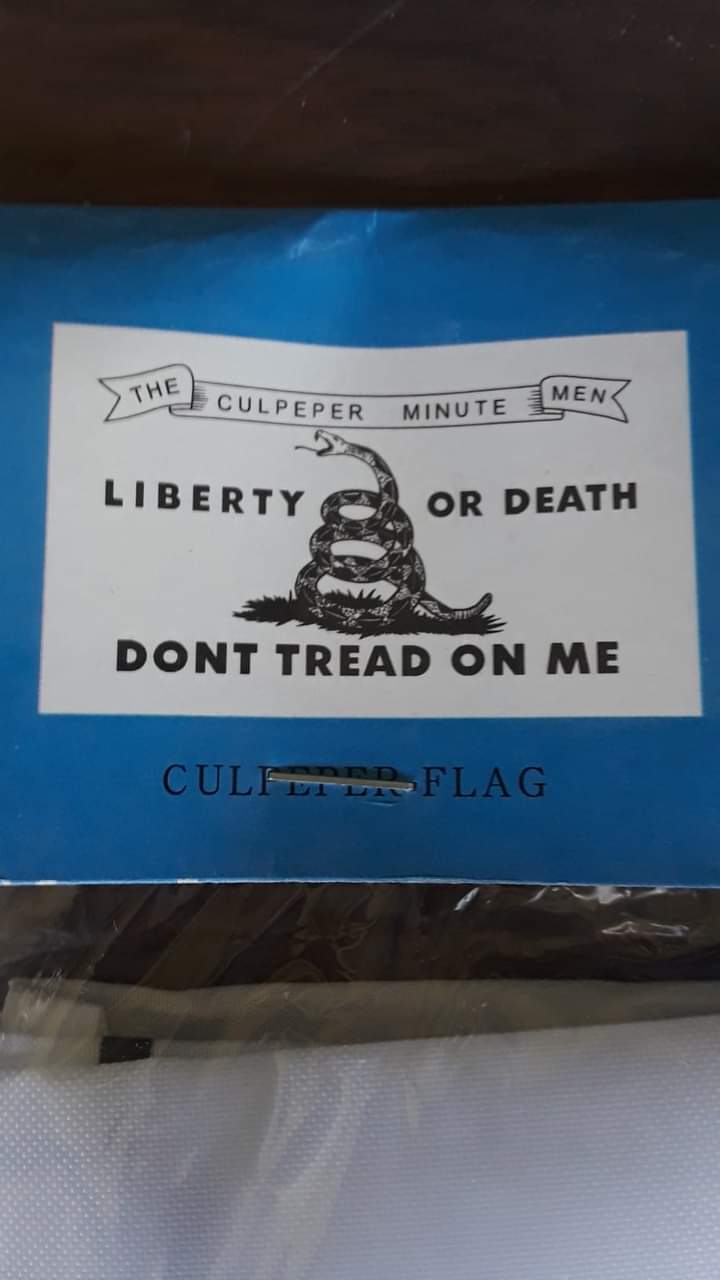 THE CULPEPER MINUTE MEN
LIBERTY OR DEATH
DONT TREAD ON ME
CULPEPER FLAG